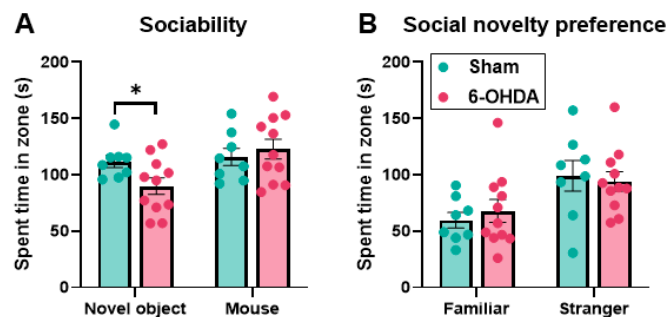 A
Sociability
Spent time in zone (s)
200
150
100
50
0
*
Novel object
Mouse
B
Social novelty preference
Spent time in zone (s)
200
150
100
50
0
Sham
6-OHDA
Familiar
Stranger